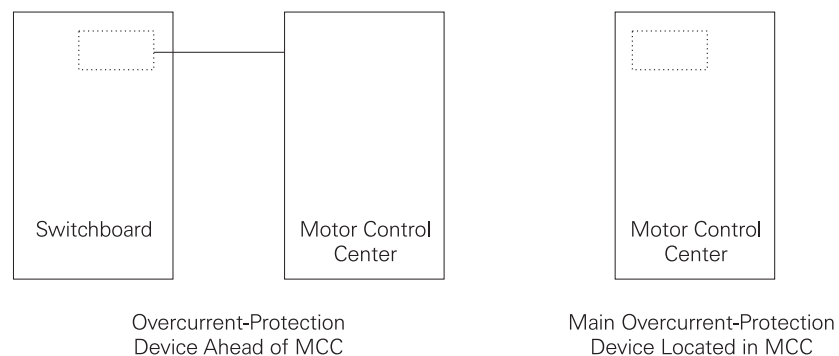 Switchboard
Motor Control
Center
Motor Control
Center
Overcurrent-Protection
Device Ahead of MCC
Main Overcurrent-Protection
Device Located in MCC